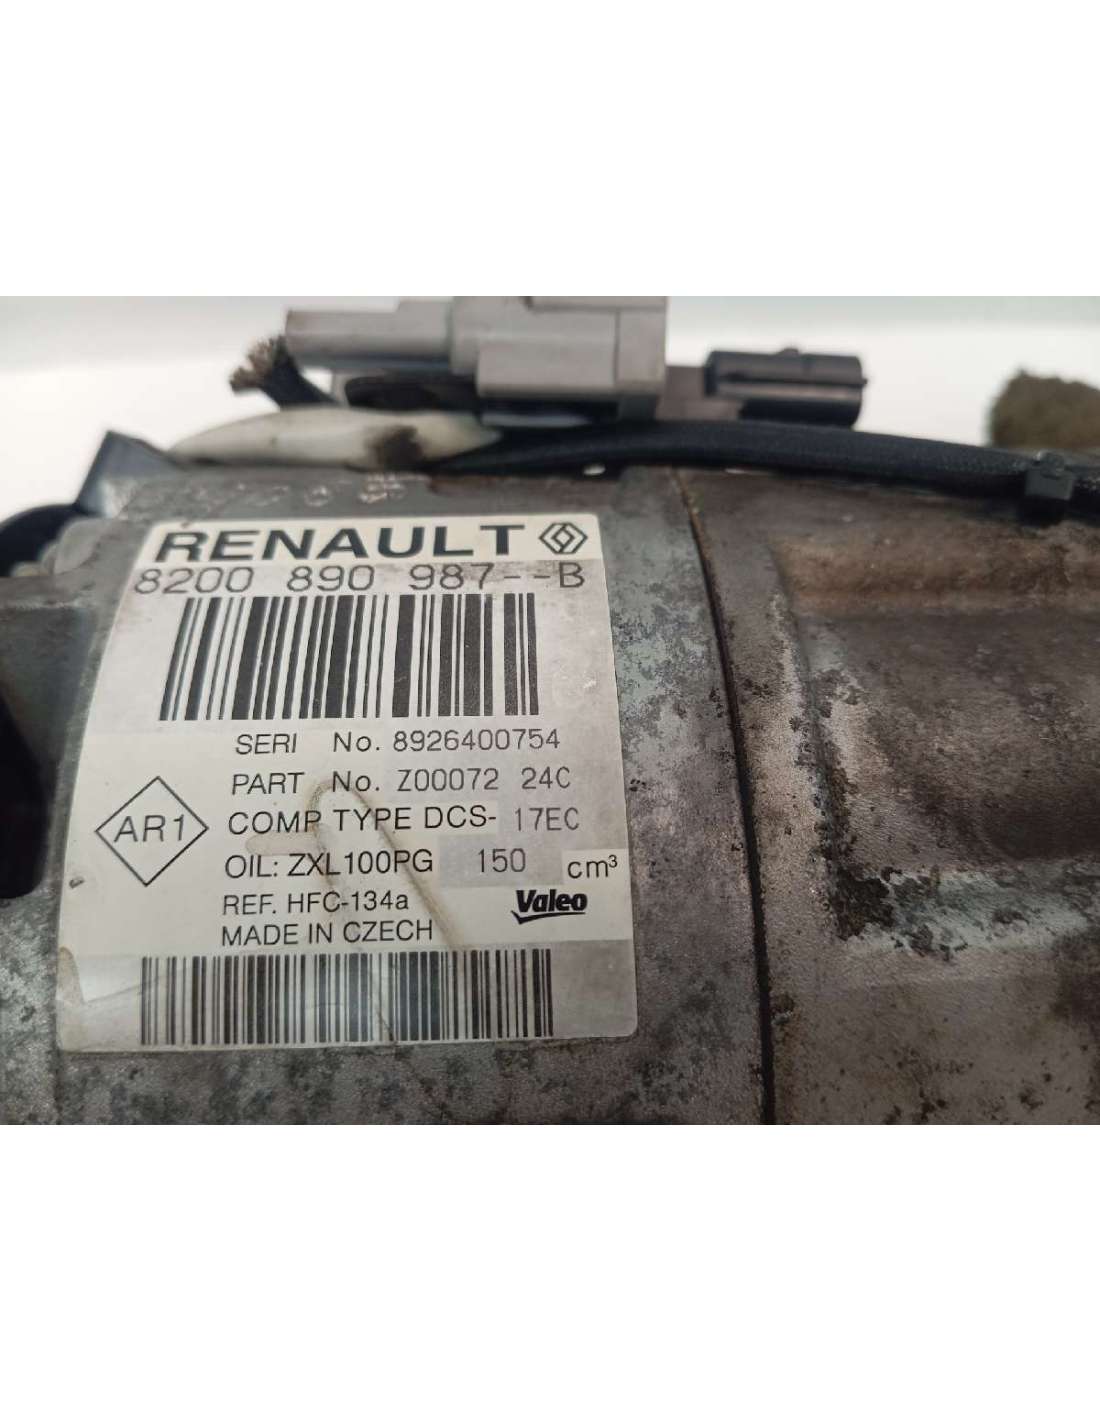 RENAULT
8200 890 987--B
SERI No. 8926400754
PART No. Z00072 24C
AR1
COMP TYPE DCS- 17EC
OIL: ZXL100PG 150 cm³
REF. HFC-134a
Valeo
MADE IN CZECH